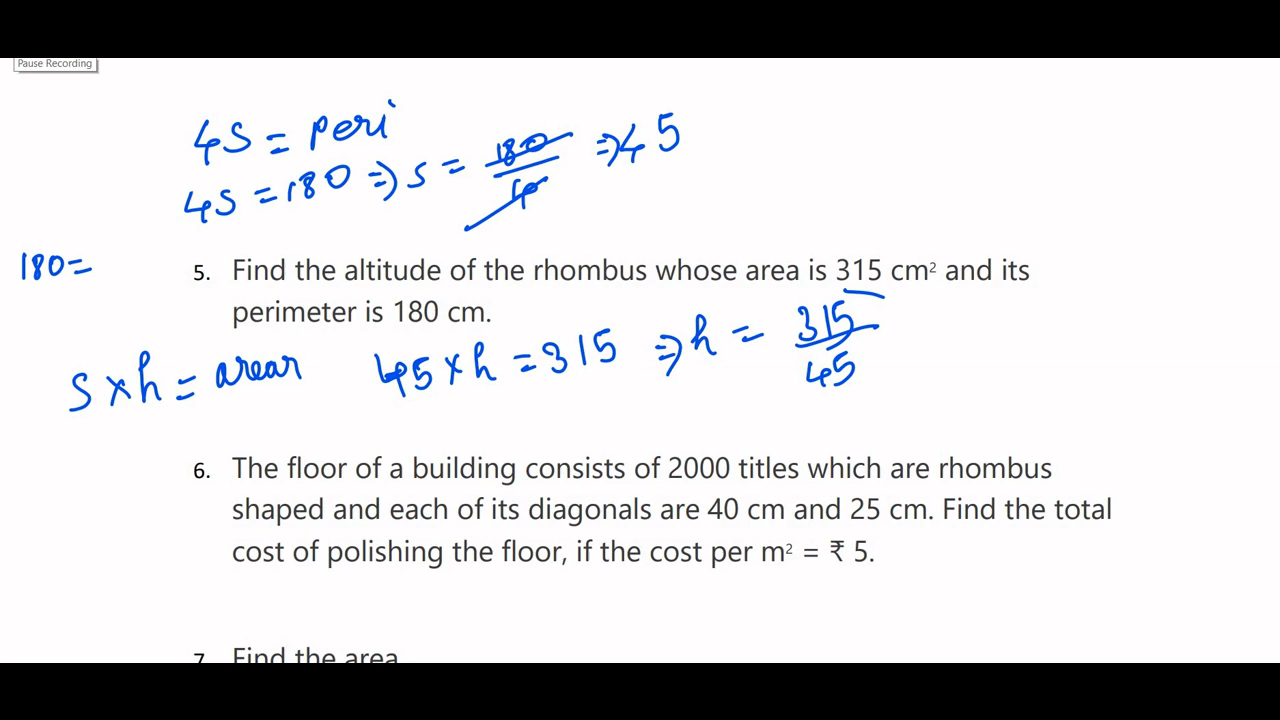 Pause Recording
4S = peri
4S = 180 ⇒ S = 180/4 ⇒ 45
180 =
5. Find the altitude of the rhombus whose area is 315 cm² and its
perimeter is 180 cm.
S × h = arear 45 × h = 315 ⇒ h = 315/45
6. The floor of a building consists of 2000 titles which are rhombus
shaped and each of its diagonals are 40 cm and 25 cm. Find the total
cost of polishing the floor, if the cost per m² = ₹ 5.
7. Find the area